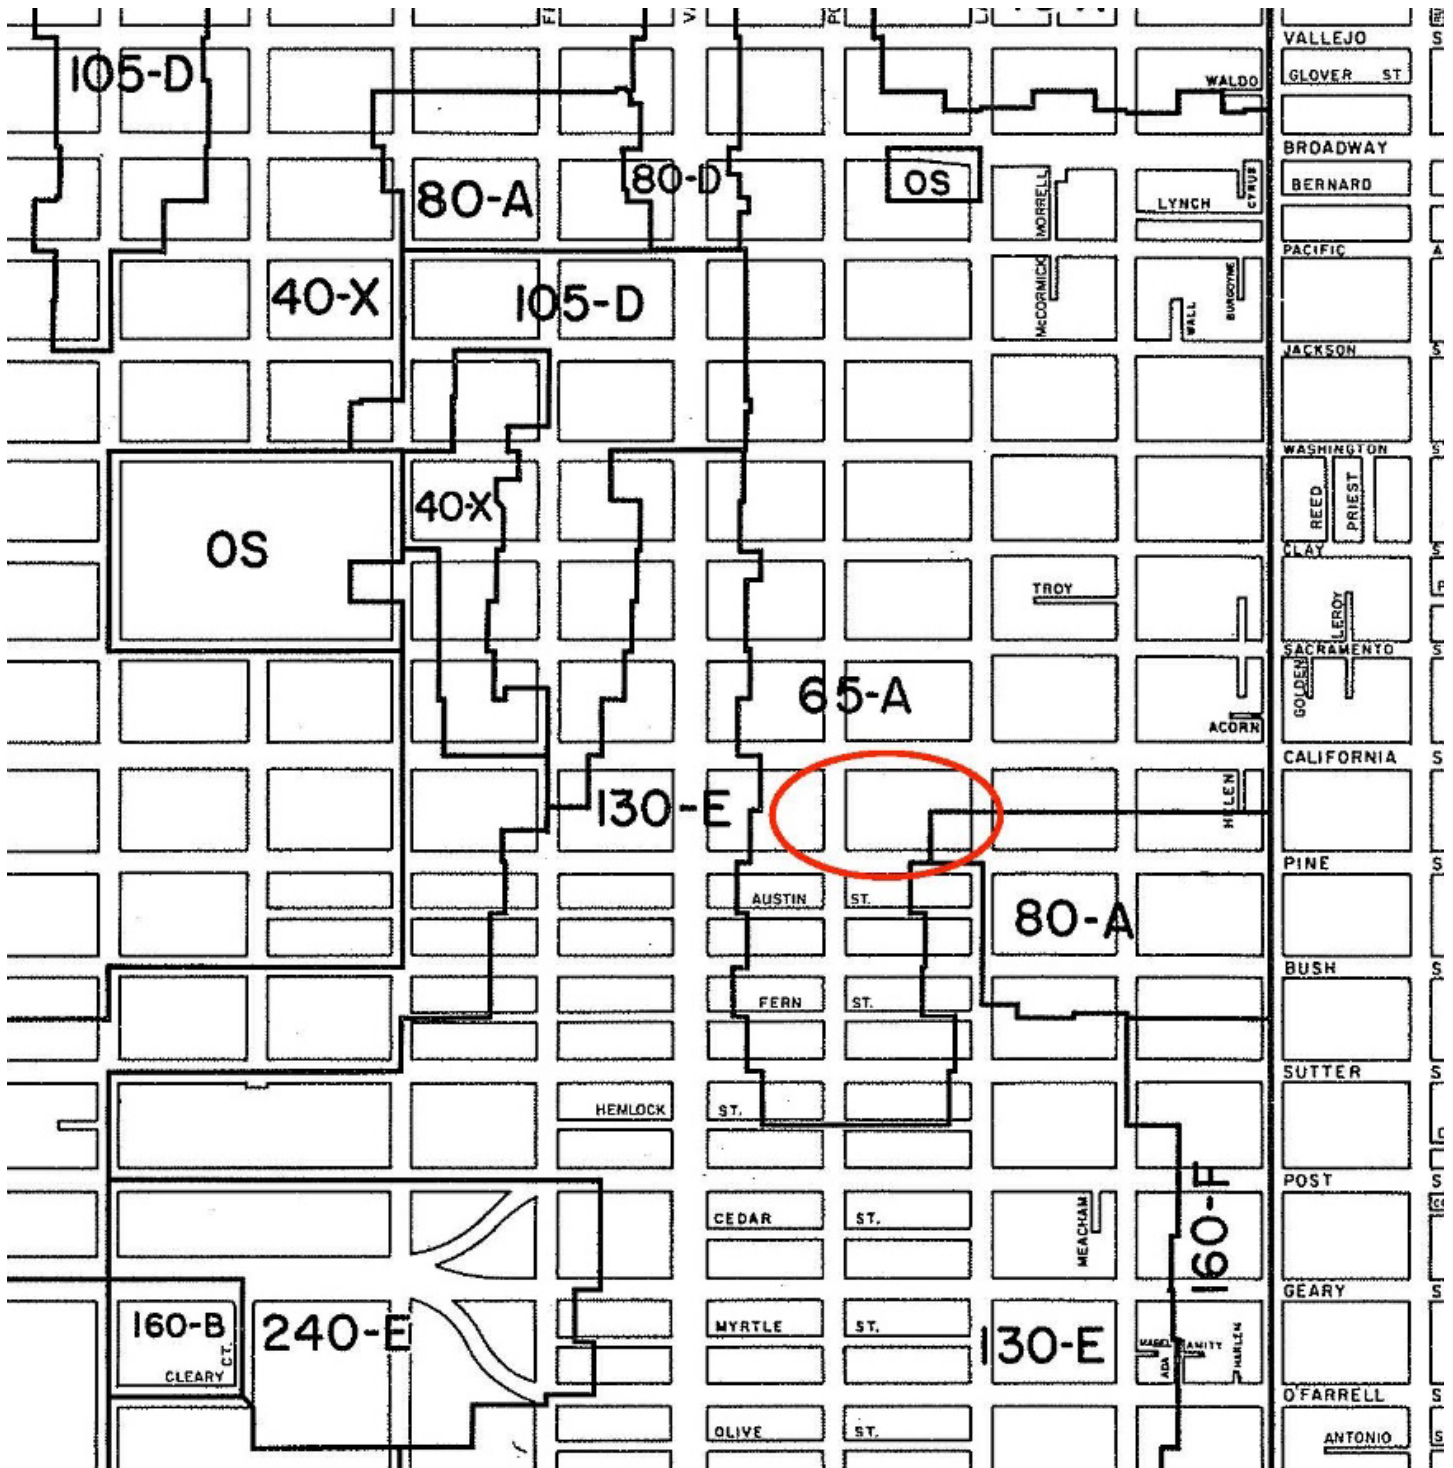 VALLEJO
105-D
WALDO
GLOVER ST
BROADWAY
80-A
80-D
OS
MORRELL
CYRUS
BERNARD
LYNCH
PACIFIC
40-X
105-D
McCORMICK
WALL
BURGOYNE
JACKSON
WASHINGTON
40-X
REED
PRIEST
OS
CLAY
TROY
LEROY
SACRAMENTO
65-A
GOLDEN
ACORN
CALIFORNIA
130-E
HELEN
PINE
AUSTIN ST.
80-A
BUSH
FERN ST.
SUTTER
HEMLOCK ST.
POST
CEDAR ST.
MEACHAM
160-F
GEARY
160-B
CT.
CLEARY
240-E
MYRTLE ST.
130-E
MABEL
ADA
AMITY
HARLEM
O'FARRELL
OLIVE ST.
ANTONIO